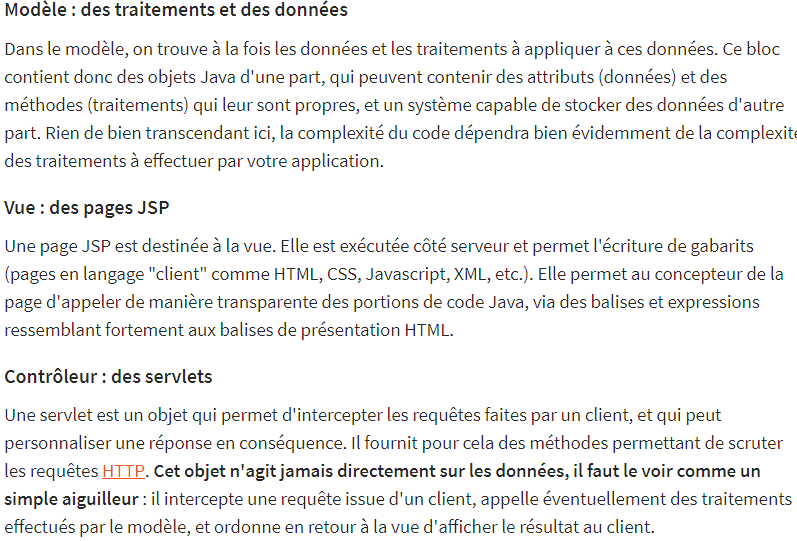 Modèle : des traitements et des données
Dans le modèle, on trouve à la fois les données et les traitements à appliquer à ces données. Ce bloc
contient donc des objets Java d'une part, qui peuvent contenir des attributs (données) et des
méthodes (traitements) qui leur sont propres, et un système capable de stocker des données d'autre
part. Rien de bien transcendant ici, la complexité du code dépendra bien évidemment de la complexité
des traitements à effectuer par votre application.
Vue : des pages JSP
Une page JSP est destinée à la vue. Elle est exécutée côté serveur et permet l'écriture de gabarits
(pages en langage "client" comme HTML, CSS, Javascript, XML, etc.). Elle permet au concepteur de la
page d'appeler de manière transparente des portions de code Java, via des balises et expressions
ressemblant fortement aux balises de présentation HTML.
Contrôleur : des servlets
Une servlet est un objet qui permet d'intercepter les requêtes faites par un client, et qui peut
personnaliser une réponse en conséquence. Il fournit pour cela des méthodes permettant de scruter
les requêtes HTTP. Cet objet n'agit jamais directement sur les données, il faut le voir comme un
simple aiguilleur : il intercepte une requête issue d'un client, appelle éventuellement des traitements
effectués par le modèle, et ordonne en retour à la vue d'afficher le résultat au client.